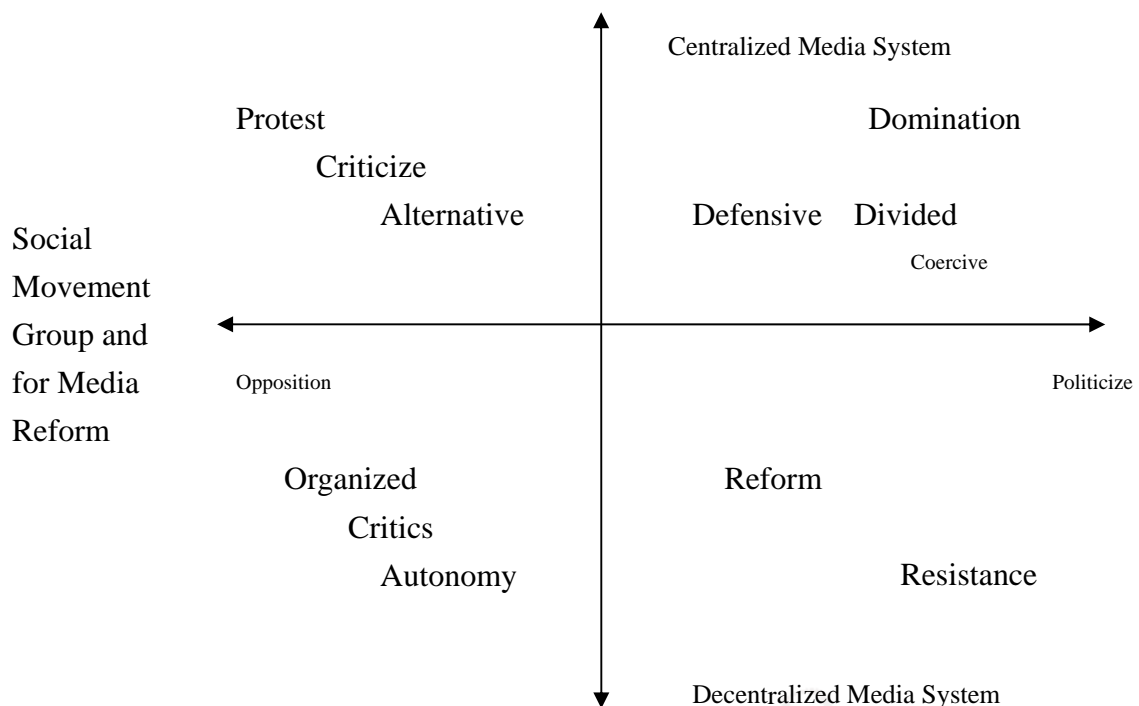 Centralized Media System
Protest
Domination
Criticize
Alternative
Defensive Divided
Social
Movement
Group and
for Media
Reform
Coercive
Opposition
Politicize
Organized
Reform
Critics
Autonomy
Resistance
Decentralized Media System